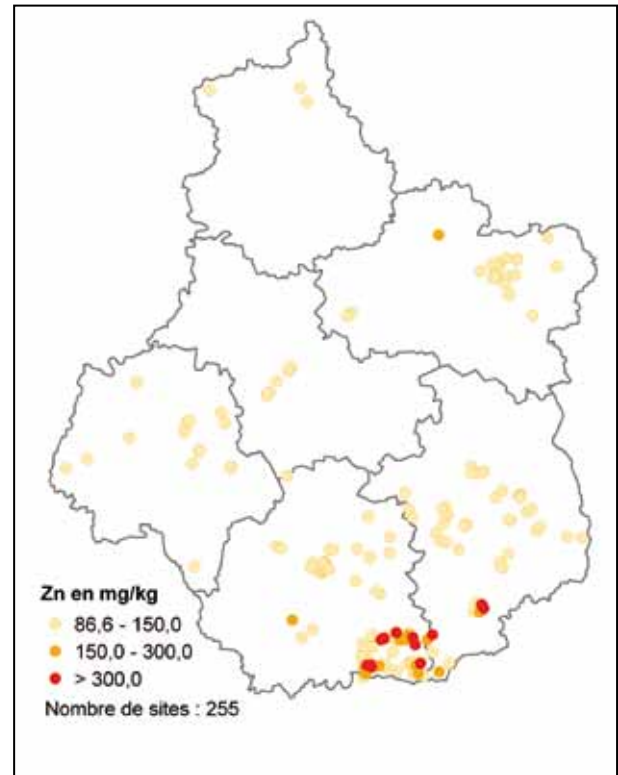 Zn en mg/kg
86,6 - 150,0
150,0 - 300,0
> 300,0
Nombre de sites : 255